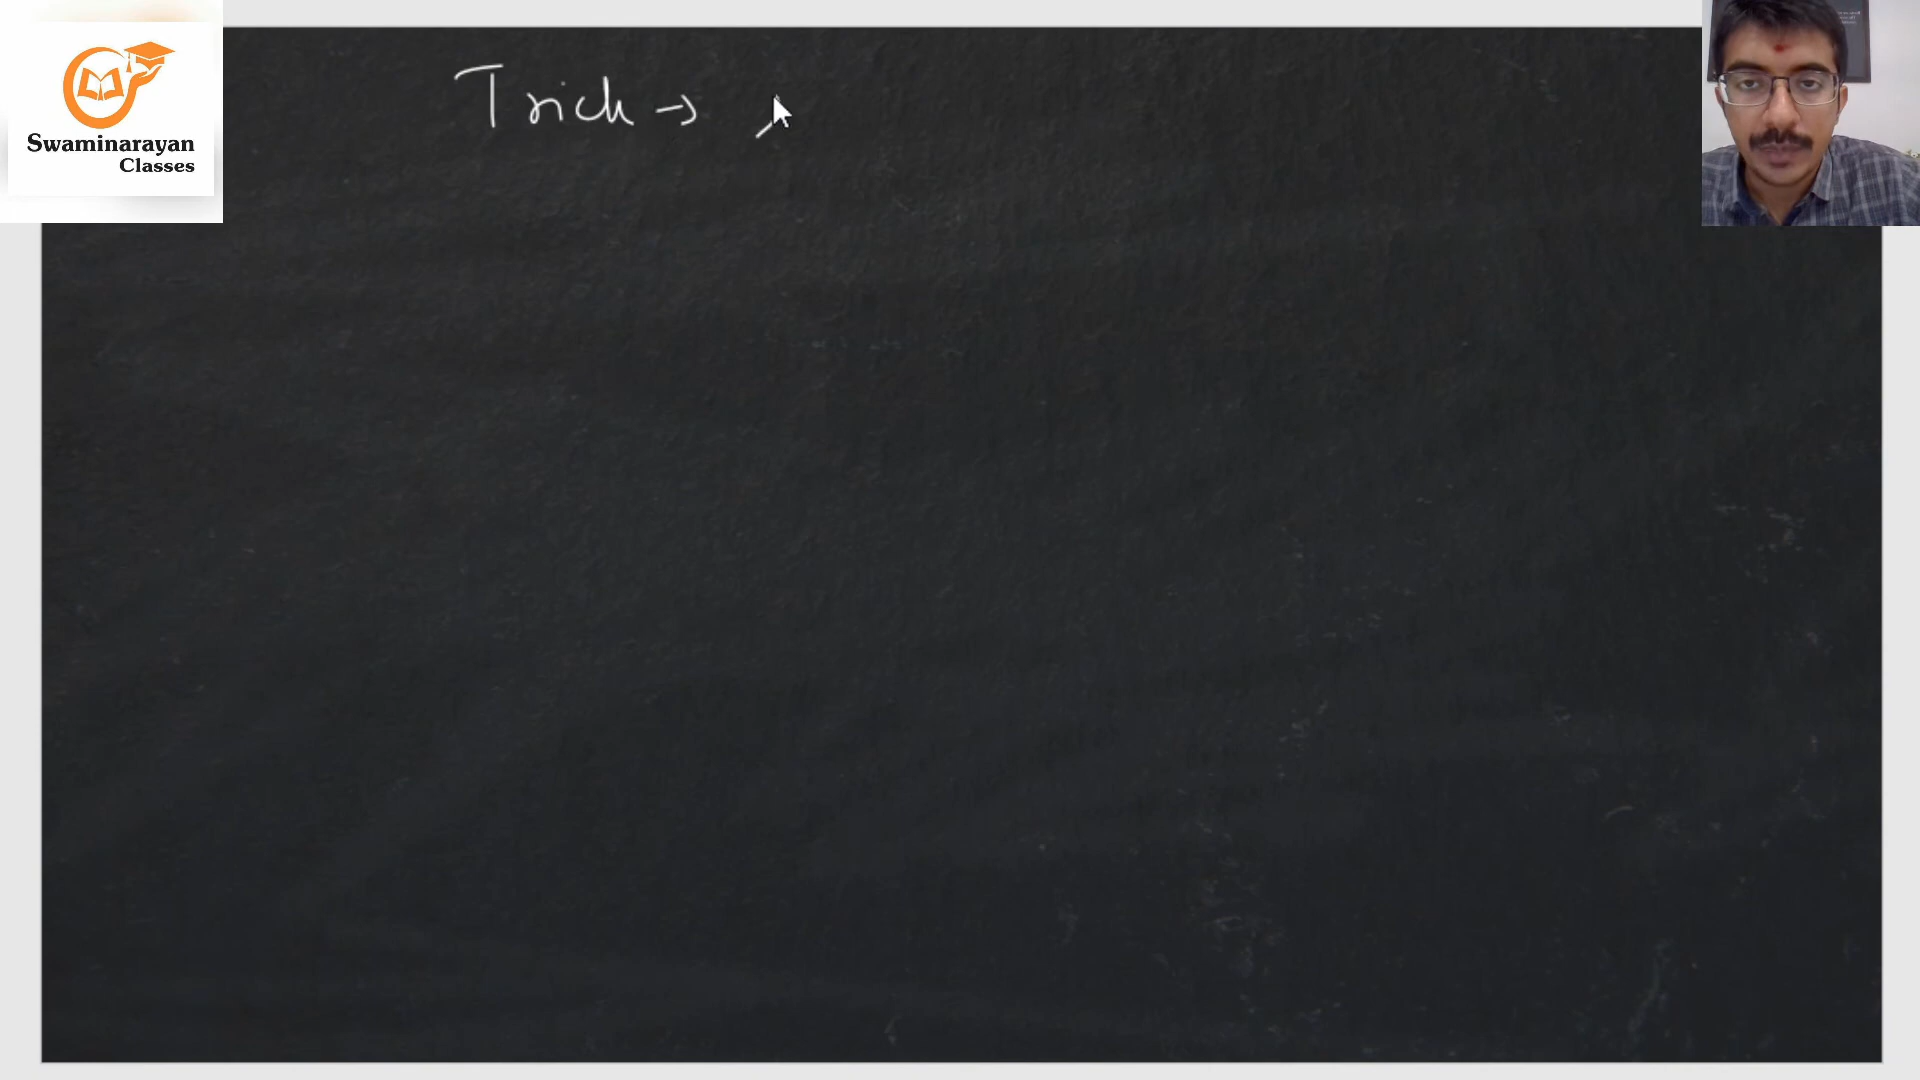 Swaminarayan
Classes
Trick →